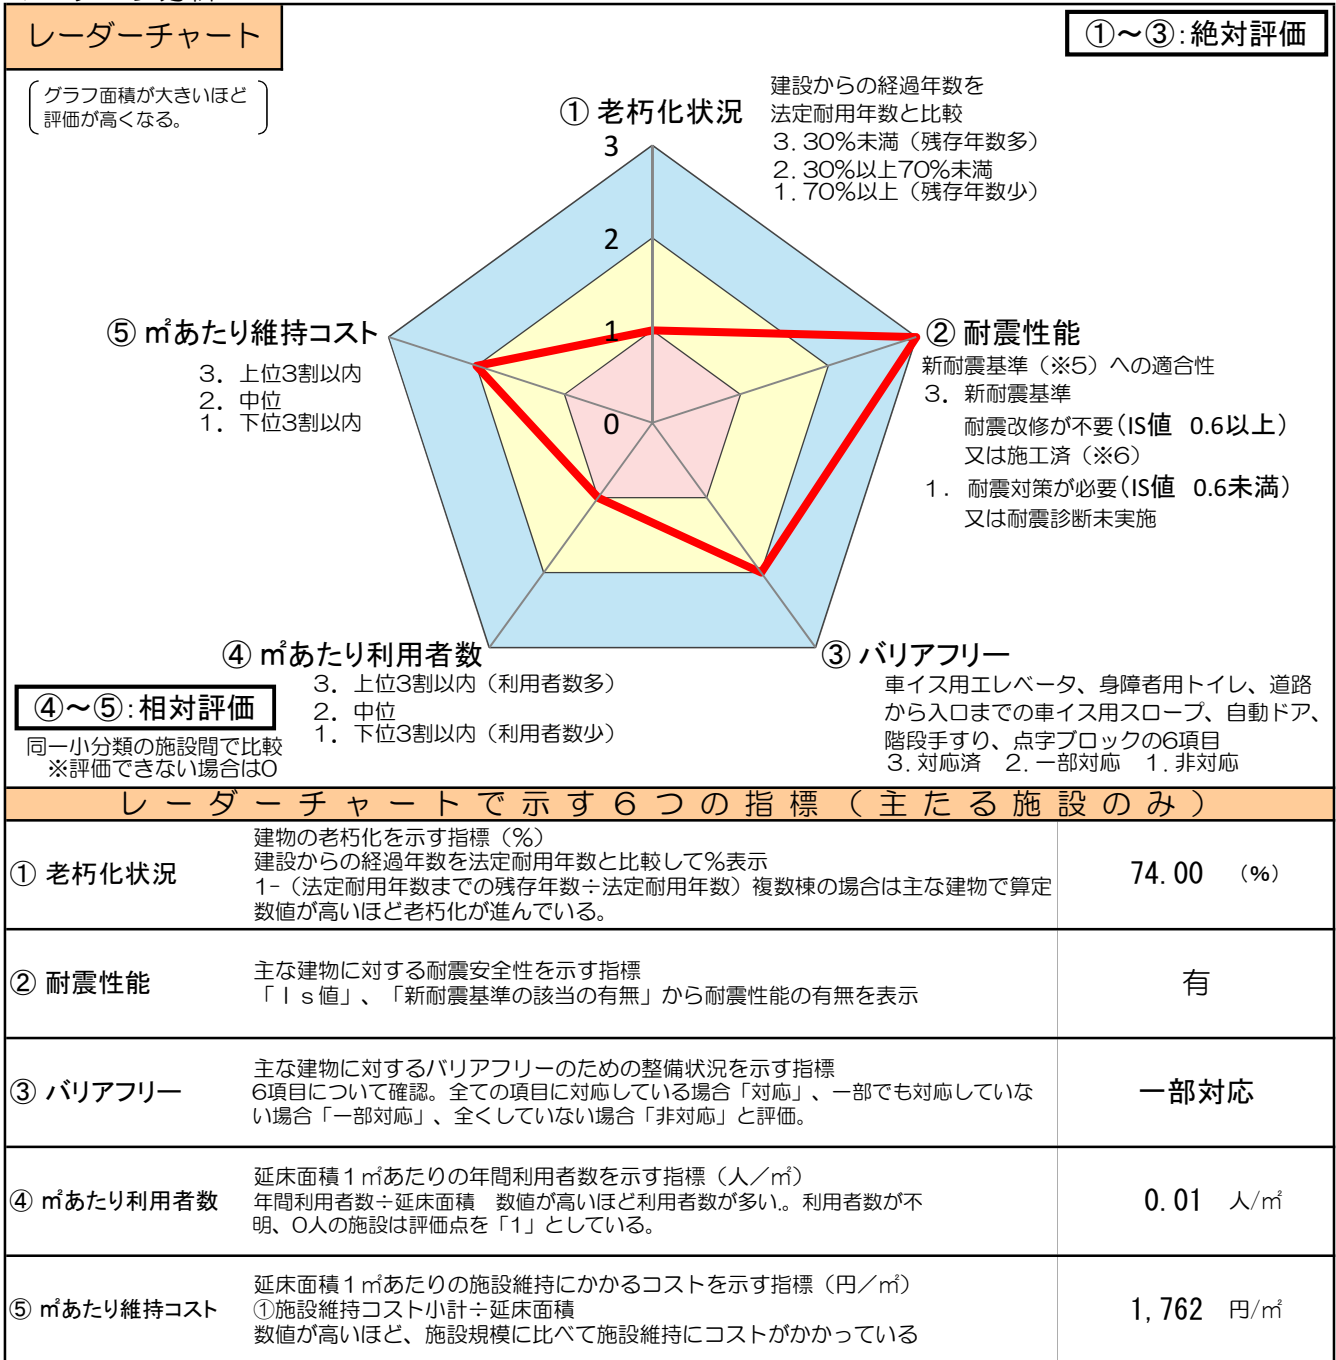 レーダーチャート
①～③:絶対評価
グラフ面積が大きいほど
評価が高くなる。
① 老朽化状況
建設からの経過年数を
法定耐用年数と比較
3. 30%未満（残存年数多）
2. 30%以上70%未満
1. 70%以上（残存年数少）
3
2
1
0
⑤ ㎡あたり維持コスト
3. 上位3割以内
2. 中位
1. 下位3割以内
② 耐震性能
新耐震基準（※5）への適合性
3. 新耐震基準
耐震改修が不要(IS値 0.6以上)
又は施工済（※6）
1. 耐震対策が必要(IS値 0.6未満)
又は耐震診断未実施
④ ㎡あたり利用者数
3. 上位3割以内（利用者数多）
2. 中位
1. 下位3割以内（利用者数少）
③ バリアフリー
車イス用エレベータ、身障者用トイレ、道路
から入口までの車イス用スロープ、自動ドア、
階段手すり、点字ブロックの6項目
3. 対応済 2. 一部対応 1. 非対応
④～⑤:相対評価
同一小分類の施設間で比較
※評価できない場合は0
レーダーチャートで示す6つの指標（主たる施設のみ）
① 老朽化状況
建物の老朽化を示す指標（%）
建設からの経過年数を法定耐用年数と比較して%表示
1-（法定耐用年数までの残存年数÷法定耐用年数）複数棟の場合は主な建物で算定
数値が高いほど老朽化が進んでいる。
74.00 （%）
② 耐震性能
主な建物に対する耐震安全性を示す指標
「Ｉｓ値」、「新耐震基準の該当の有無」から耐震性能の有無を表示
有
③ バリアフリー
主な建物に対するバリアフリーのための整備状況を示す指標
6項目について確認。全ての項目に対応している場合「対応」、一部でも対応していな
い場合「一部対応」、全くしていない場合「非対応」と評価。
一部対応
④ ㎡あたり利用者数
延床面積１㎡あたりの年間利用者数を示す指標（人／㎡）
年間利用者数÷延床面積 数値が高いほど利用者数が多い。利用者数が不
明、0人の施設は評価点を「1」としている。
0.01 人/㎡
⑤ ㎡あたり維持コスト
延床面積１㎡あたりの施設維持にかかるコストを示す指標（円／㎡）
①施設維持コスト小計÷延床面積
数値が高いほど、施設規模に比べて施設維持にコストがかかっている
1,762 円/㎡